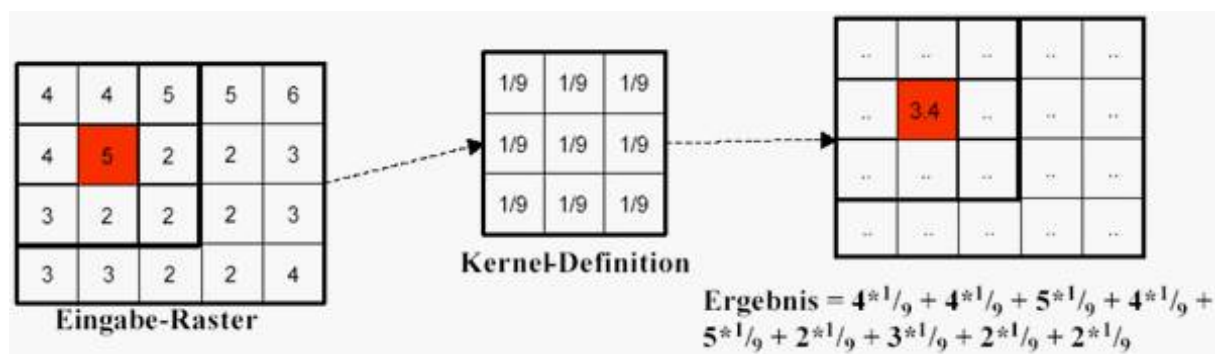 4 4 5 5 6
4 5 2 2 3
3 2 2 2 3
3 3 2 2 4
Eingabe-Raster
1/9 1/9 1/9
1/9 1/9 1/9
1/9 1/9 1/9
Kernel-Definition
.. .. .. .. ..
.. 3.4 .. .. ..
.. .. .. .. ..
.. .. .. .. ..
Ergebnis = 4*1/9 + 4*1/9 + 5*1/9 + 4*1/9 +
5*1/9 + 2*1/9 + 3*1/9 + 2*1/9 + 2*1/9